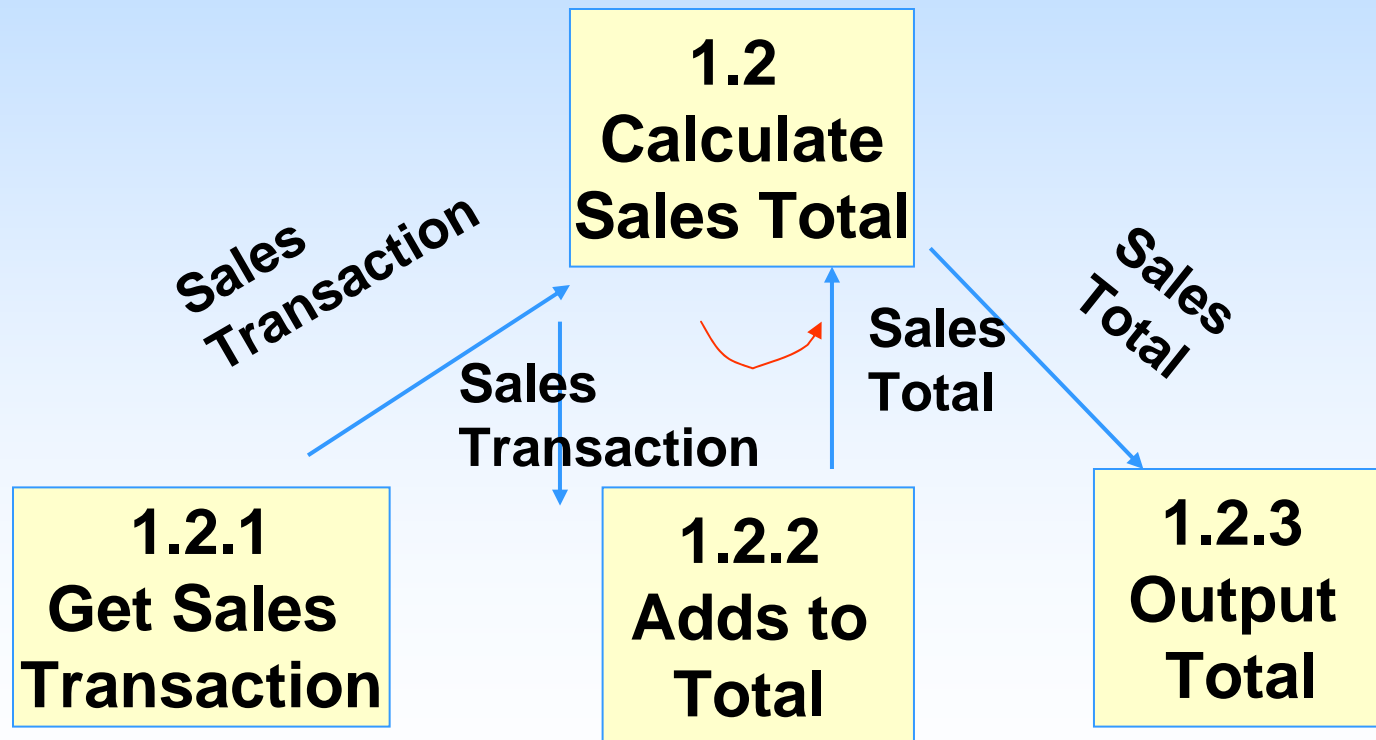 1.2
Calculate
Sales Total
Sales
Transaction
Sales
Transaction
Sales
Total
Sales
Total
1.2.1
Get Sales
Transaction
1.2.2
Adds to
Total
1.2.3
Output
Total